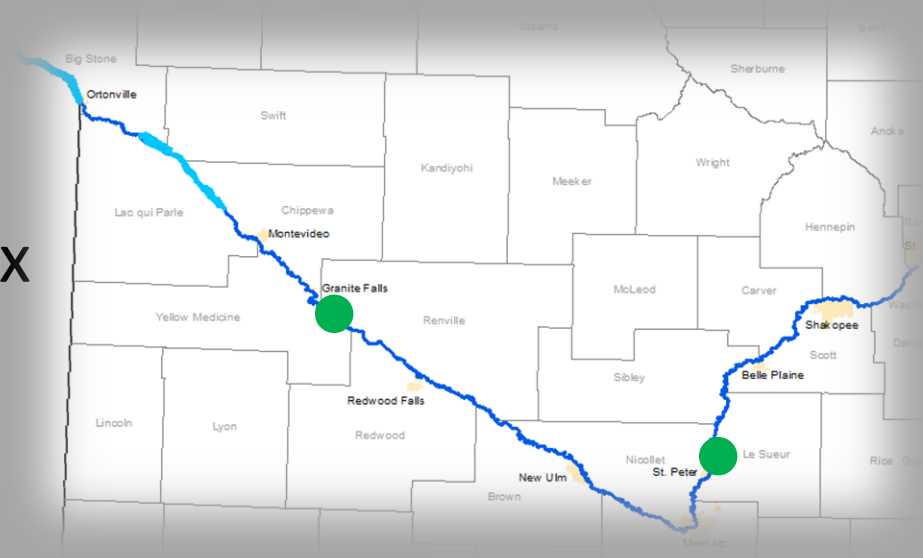 Stearns
Big Stone
Sherburne
Ortonville
Swift
Anoka
Wright
Kandiyohi
Meeker
Lac qui Parle
Chippewa
Hennepin
Montevideo
St.
X
Granite Falls
McLeod
Carver
Yellow Medicine
Renville
Shakopee
Scott
Belle Plaine
Sibley
Redwood Falls
Lincoln
Lyon
Redwood
Nicollet
Le Sueur
Rice
St. Peter
New Ulm
Brown
Mankato